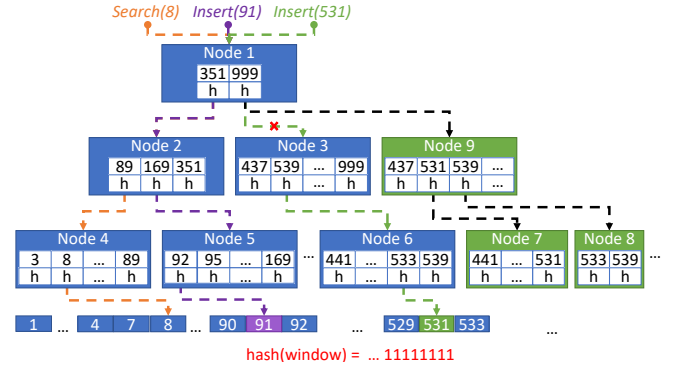 Search(8) Insert(91) Insert(531)
Node 1
351 999
h h
Node 2 Node 3 Node 9
89 169 351 437 539 ... 999 437 531 539 ...
h h h h h ... h h h h ...
Node 4 Node 5 Node 6 Node 7 Node 8
3 8 ... 89 92 95 ... 169 ... 441 ... 533 539 441 ... 531 533 539 ...
h h ... h h h ... h h ... h h h ... h h h
1 ... 4 7 8 ... 90 91 92 ... 529 531 533 ...
hash(window) = ... 11111111